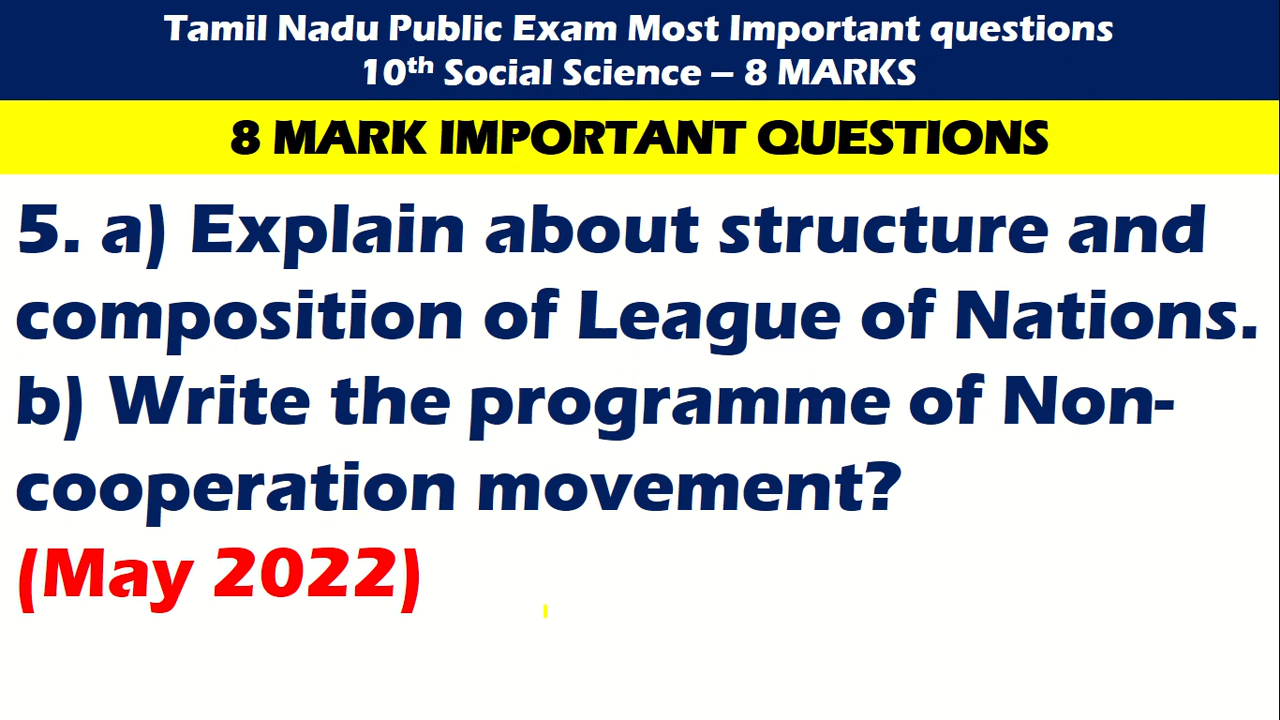 Tamil Nadu Public Exam Most Important questions
10th Social Science – 8 MARKS
8 MARK IMPORTANT QUESTIONS
5. a) Explain about structure and
composition of League of Nations.
b) Write the programme of Non-
cooperation movement?
(May 2022)